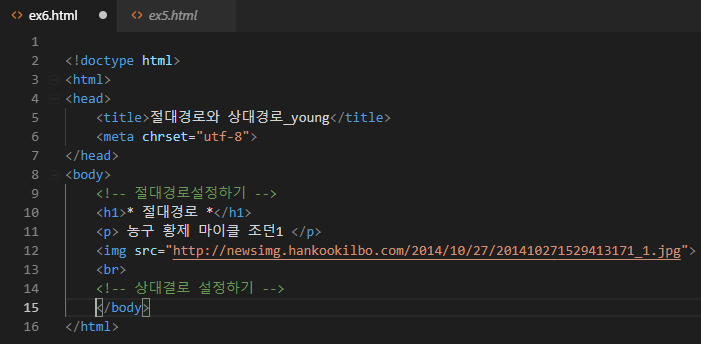 <> ex6.html ● <> ex5.html
1
2 <!doctype html>
3 <html>
4 <head>
5 <title>절대경로와 상대경로_young</title>
6 <meta chrset="utf-8">
7 </head>
8 <body>
9 <!-- 절대경로설정하기 -->
10 <h1>* 절대경로 *</h1>
11 <p> 농구 황제 마이클 조던1 </p>
12 <img src="http://newsimg.hankookilbo.com/2014/10/27/201410271529413171_1.jpg">
13 <br>
14 <!-- 상대결로 설정하기 -->
15 </body>
16 </html>